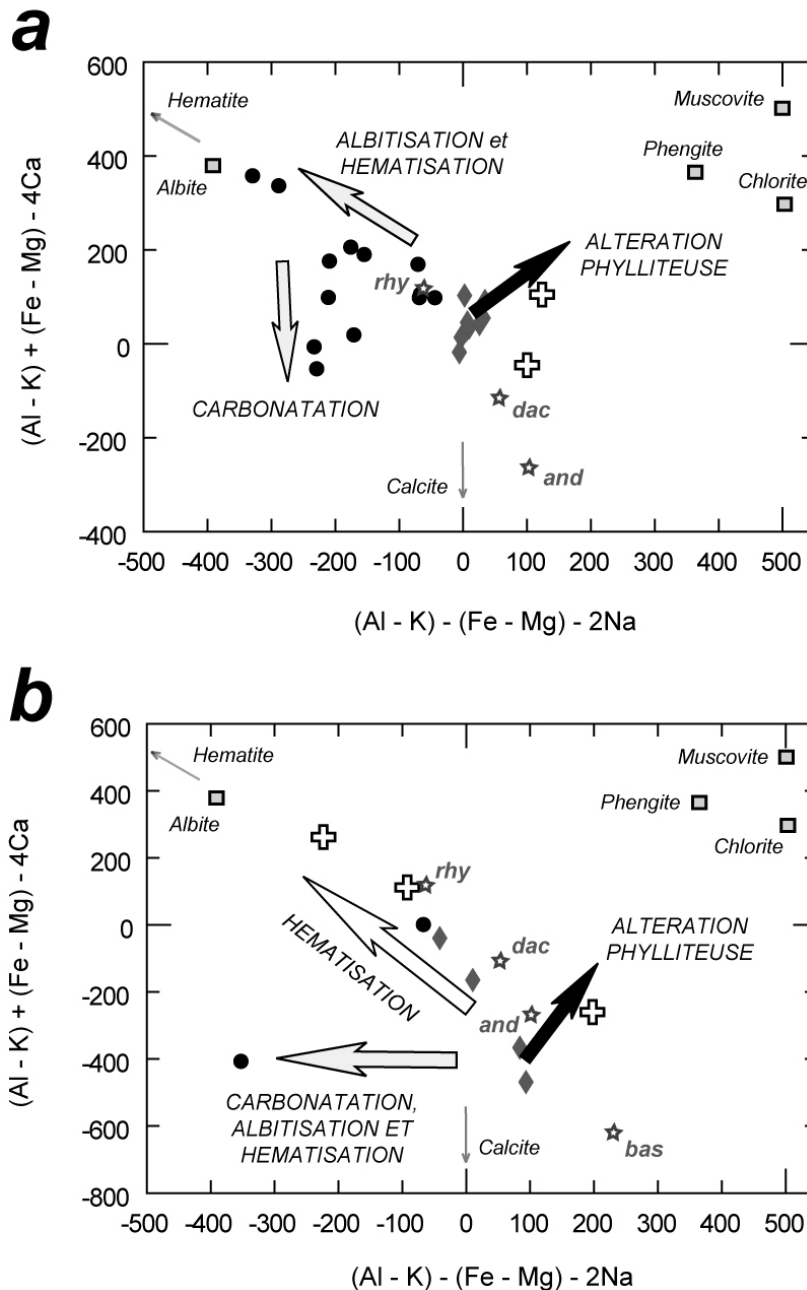 a
600
400
200
0
-200
-400
-500 -400 -300 -200 -100 0 100 200 300 400 500
(Al - K) + (Fe - Mg) - 4Ca
(Al - K) - (Fe - Mg) - 2Na
Hematite
Albite
ALBITISATION et
HEMATISATION
Muscovite
Phengite
Chlorite
ALTERATION
PHYLLITEUSE
rhy
CARBONATATION
dac
Calcite
and
b
600
400
200
0
-200
-400
-600
-800
-500 -400 -300 -200 -100 0 100 200 300 400 500
(Al - K) + (Fe - Mg) - 4Ca
(Al - K) - (Fe - Mg) - 2Na
Hematite
Albite
Muscovite
Phengite
Chlorite
rhy
HEMATISATION
dac
ALTERATION
PHYLLITEUSE
and
CARBONATATION,
ALBITISATION ET
HEMATISATION
Calcite
bas